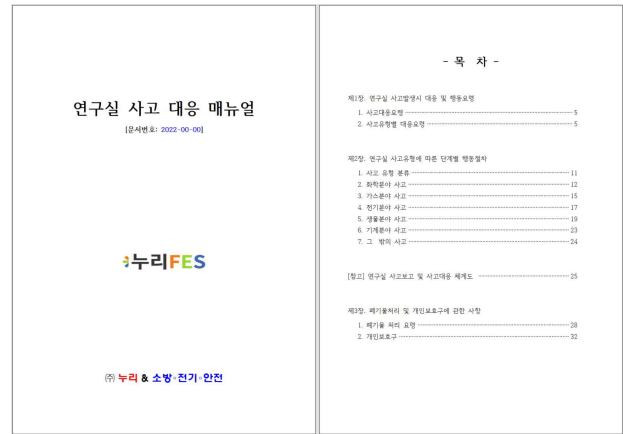 연구실 사고 대응 매뉴얼
[문서번호: 2022-00-00]
누리FES
㈜ 누리 & 소방·전기·안전
- 목 차 -
제1장. 연구실 사고발생시 대응 및 행동요령
1. 사고대응요령 5
2. 사고유형별 대응요령 5
제2장. 연구실 사고유형에 따른 단계별 행동절차
1. 사고 유형 분류 11
2. 화학분야 사고 12
3. 가스분야 사고 15
4. 전기분야 사고 17
5. 생물분야 사고 19
6. 기계분야 사고 23
7. 그 밖의 사고 24
[참고] 연구실 사고보고 및 사고대응 체계도 25
제3장. 폐기물처리 및 개인보호구에 관한 사항
1. 폐기물 처리 요령 28
2. 개인보호구 32